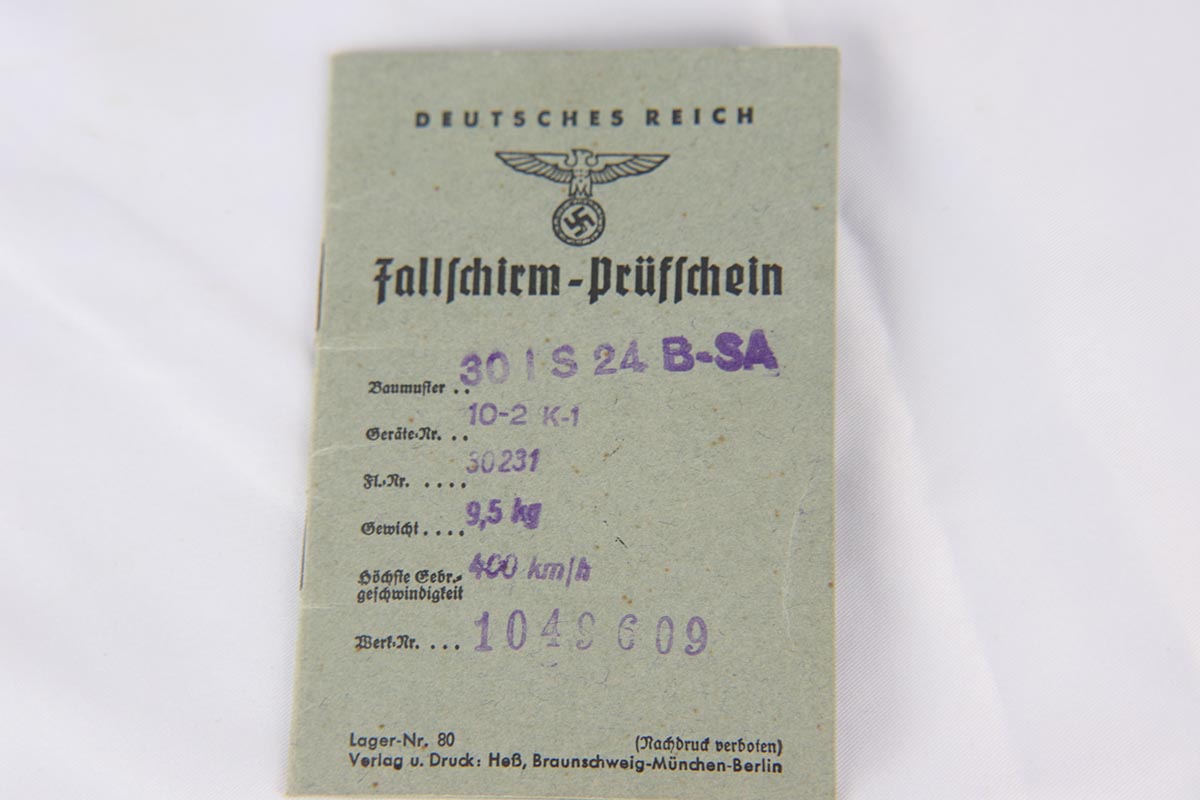 DEUTSCHES REICH
Fallschirm-Prüfschein
Baumuster .. 30 I S 24 B-SA
Geräte-Nr. .. 10-2 K-1
Fl.-Nr. .... 30231
Gewicht .... 9,5 kg
Höchste Gebr.- 400 km/h
geschwindigkeit
Werk-Nr. ... 1049609
Lager-Nr. 80 (Nachdruck verboten)
Verlag u. Druck: Heß, Braunschweig-München-Berlin